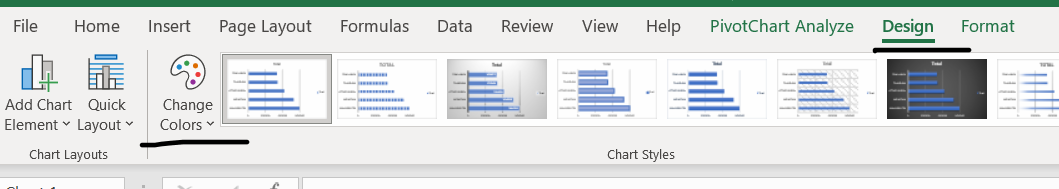 File Home Insert Page Layout Formulas Data Review View Help PivotChart Analyze Design Format
Add Chart Element
Quick Layout
Change Colors
Chart Layouts
Chart Styles